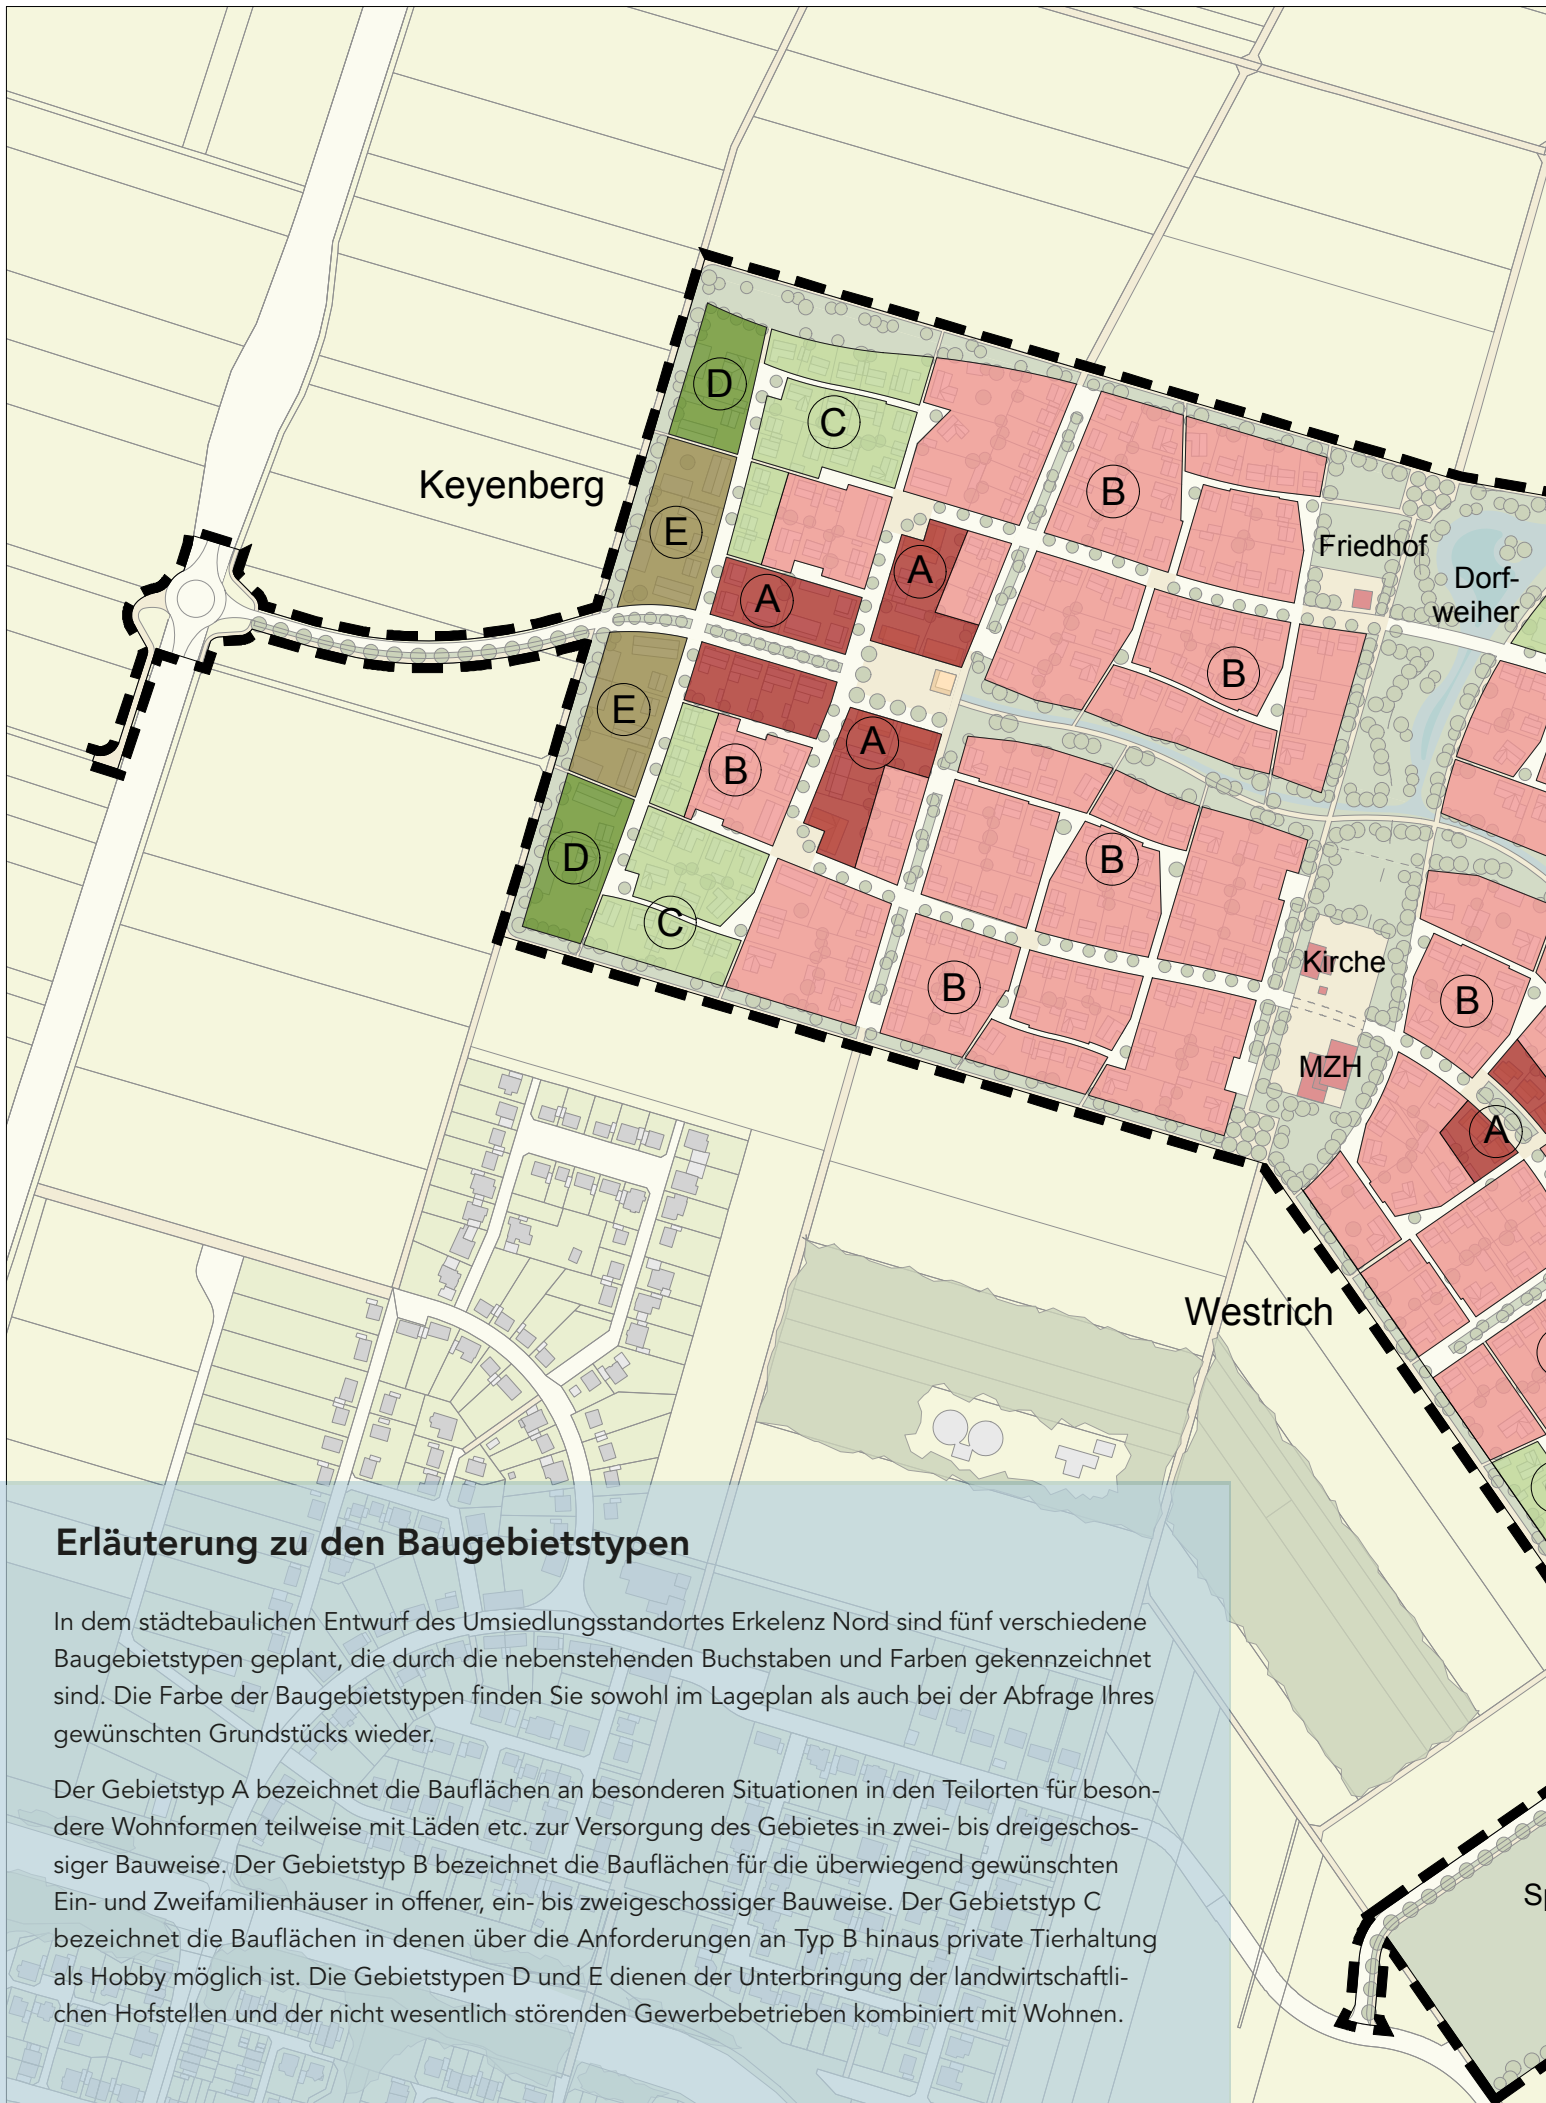 D
C
Keyenberg
B
E
Friedhof
A
Dorf-
weiher
A
B
E
A
B
D
B
C
Kirche
B
B
MZH
A
Westrich
Erläuterung zu den Baugebietstypen
In dem städtebaulichen Entwurf des Umsiedlungsstandortes Erkelenz Nord sind fünf verschiedene
Baugebietstypen geplant, die durch die nebenstehenden Buchstaben und Farben gekennzeichnet
sind. Die Farbe der Baugebietstypen finden Sie sowohl im Lageplan als auch bei der Abfrage Ihres
gewünschten Grundstücks wieder.
Der Gebietstyp A bezeichnet die Bauflächen an besonderen Situationen in den Teilorten für beson-
dere Wohnformen teilweise mit Läden etc. zur Versorgung des Gebietes in zwei- bis dreigeschos-
siger Bauweise. Der Gebietstyp B bezeichnet die Bauflächen für die überwiegend gewünschten
Ein- und Zweifamilienhäuser in offener, ein- bis zweigeschossiger Bauweise. Der Gebietstyp C
bezeichnet die Bauflächen in denen über die Anforderungen an Typ B hinaus private Tierhaltung
als Hobby möglich ist. Die Gebietstypen D und E dienen der Unterbringung der landwirtschaftli-
chen Hofstellen und der nicht wesentlich störenden Gewerbebetrieben kombiniert mit Wohnen.